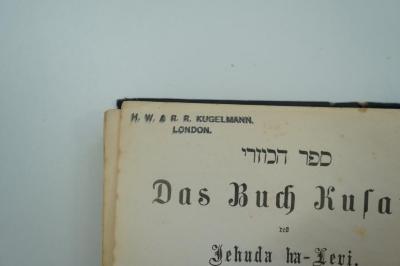 H. W. & R. R. KUGELMANN.
LONDON.
ספר הכוזרי
Das Buch Kusa
des
Jehuda ha-Levi.